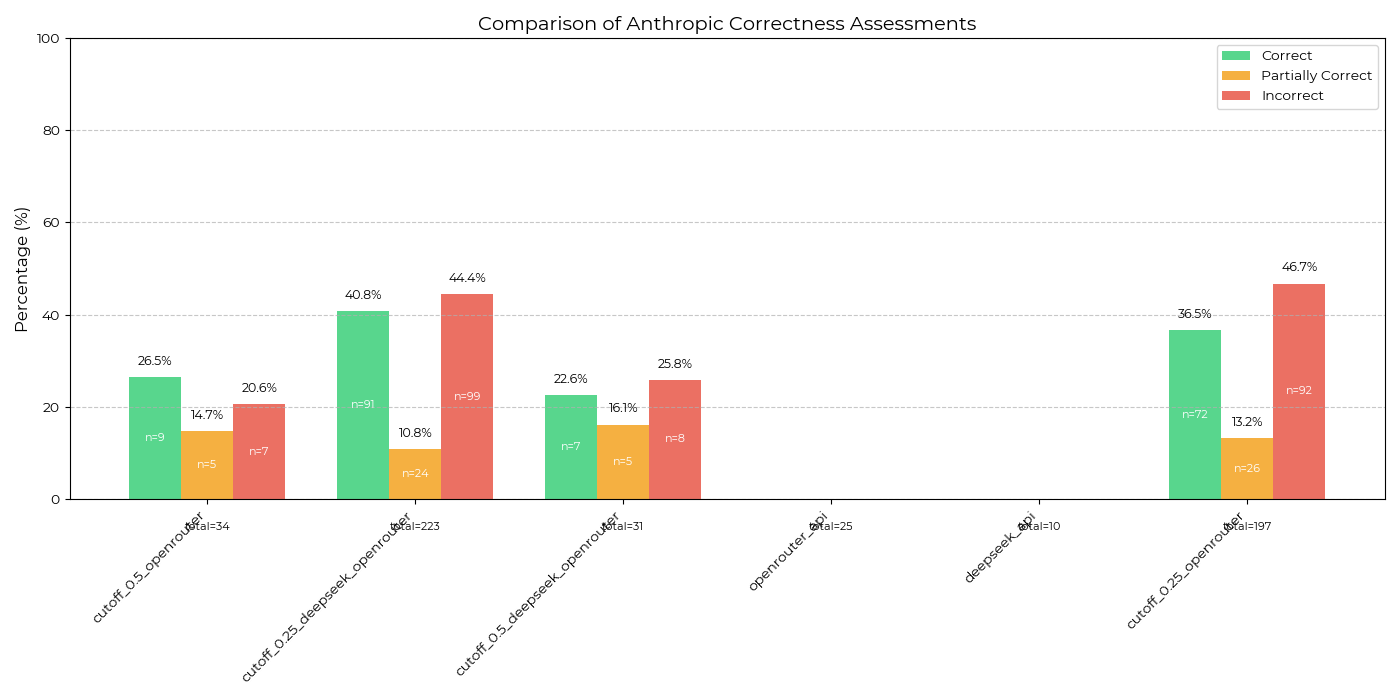 Comparison of Anthropic Correctness Assessments
Percentage (%)
100
80
60
40
20
0
Correct
Partially Correct
Incorrect
26.5%
n=9
14.7%
n=5
20.6%
n=7
40.8%
n=91
10.8%
n=24
44.4%
n=99
22.6%
n=7
16.1%
n=5
25.8%
n=8
36.5%
n=72
13.2%
n=26
46.7%
n=92
total=34
total=223
total=31
total=25
total=10
total=197
cutoff_0.5_openrouter
cutoff_0.25_deepseek_openrouter
cutoff_0.5_deepseek_openrouter
openrouter_api
deepseek_api
cutoff_0.25_openrouter